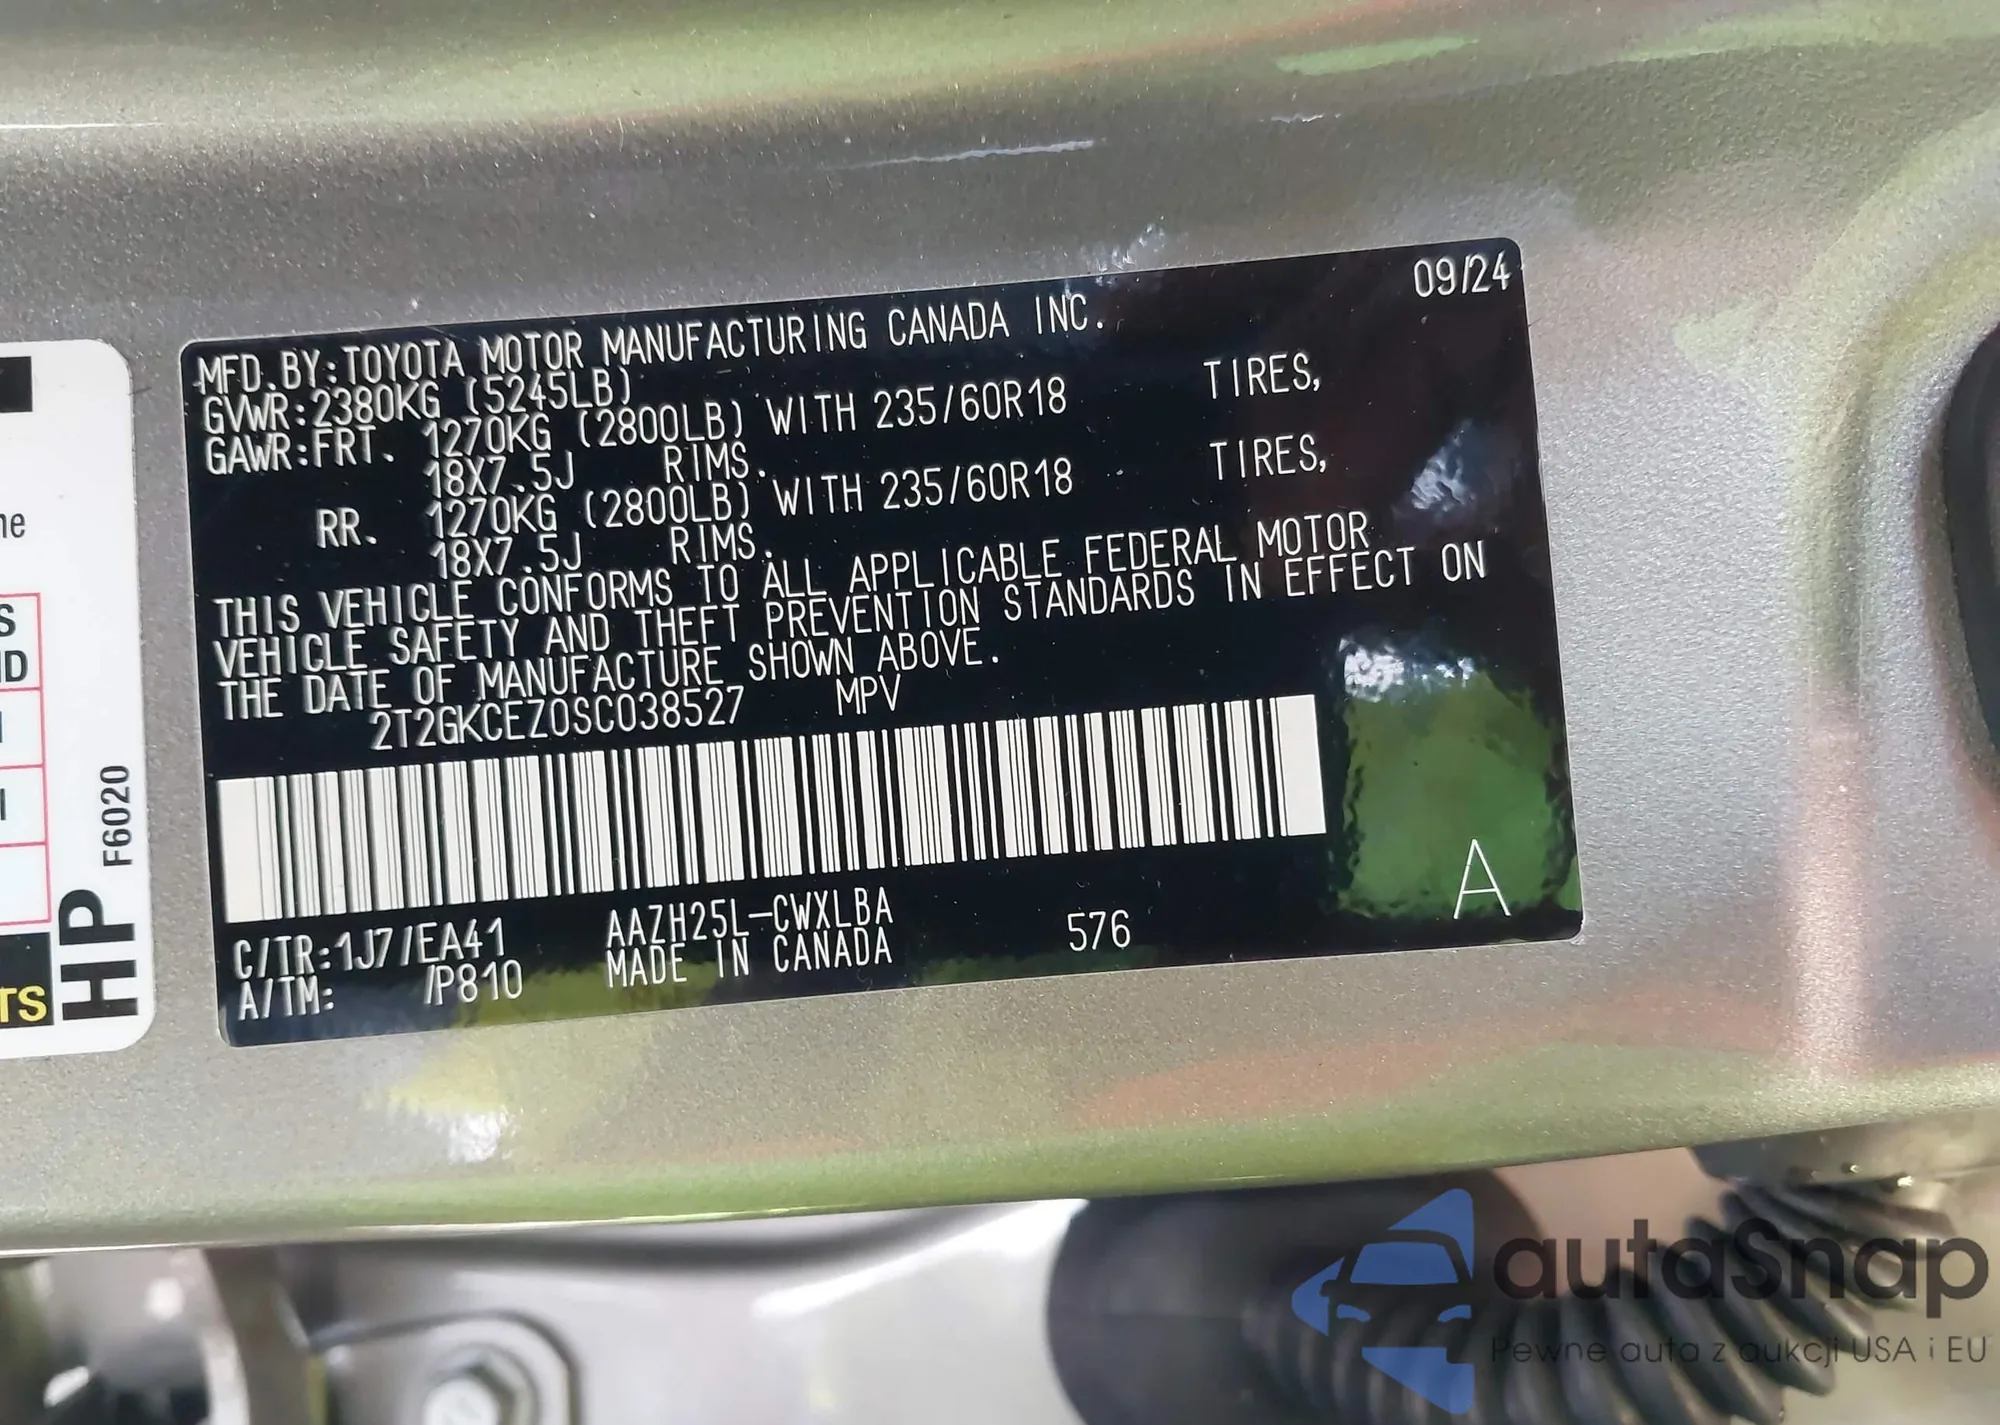 09/24
MFD.BY:TOYOTA MOTOR MANUFACTURING CANADA INC.
GVWR:2380KG (5245LB)
GAWR:FRT. 1270KG (2800LB) WITH 235/60R18 TIRES,
18X7.5J RIMS.
RR. 1270KG (2800LB) WITH 235/60R18 TIRES,
18X7.5J RIMS.
THIS VEHICLE CONFORMS TO ALL APPLICABLE FEDERAL MOTOR
VEHICLE SAFETY AND THEFT PREVENTION STANDARDS IN EFFECT ON
THE DATE OF MANUFACTURE SHOWN ABOVE.
2T2GKCEZ0SC038527 MPV
C/TR:1J7/EA41 AAZH25L-CWXLBA 576 A
A/TM: /P810 MADE IN CANADA
HP F6020
autaSnap
Pewne auta z aukcji USA i EU